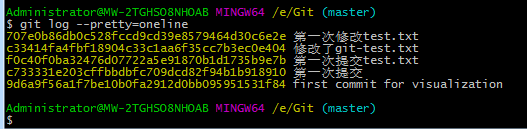 Administrator@MW-2TGHSO8NHOAB MINGW64 /e/Git (master)
$ git log --pretty=oneline
707e0b86db0c528fccd9cd39e8579464d30c6e2e 第一次修改test.txt
c33414fa4fbf18904c33c1aa6f35cc7b3ec0e404 修改了git-test.txt
f0c40f0ba32476d07722a5e91870b1d1735b9e7b 第一次提交test.txt
c733331e203cffbbdbfc709dcd82f94b1b918910 第一次提交
9d6a9f56a1f7be10b0fa2912d0bb095951531f84 first commit for visualization
Administrator@MW-2TGHSO8NHOAB MINGW64 /e/Git (master)
$